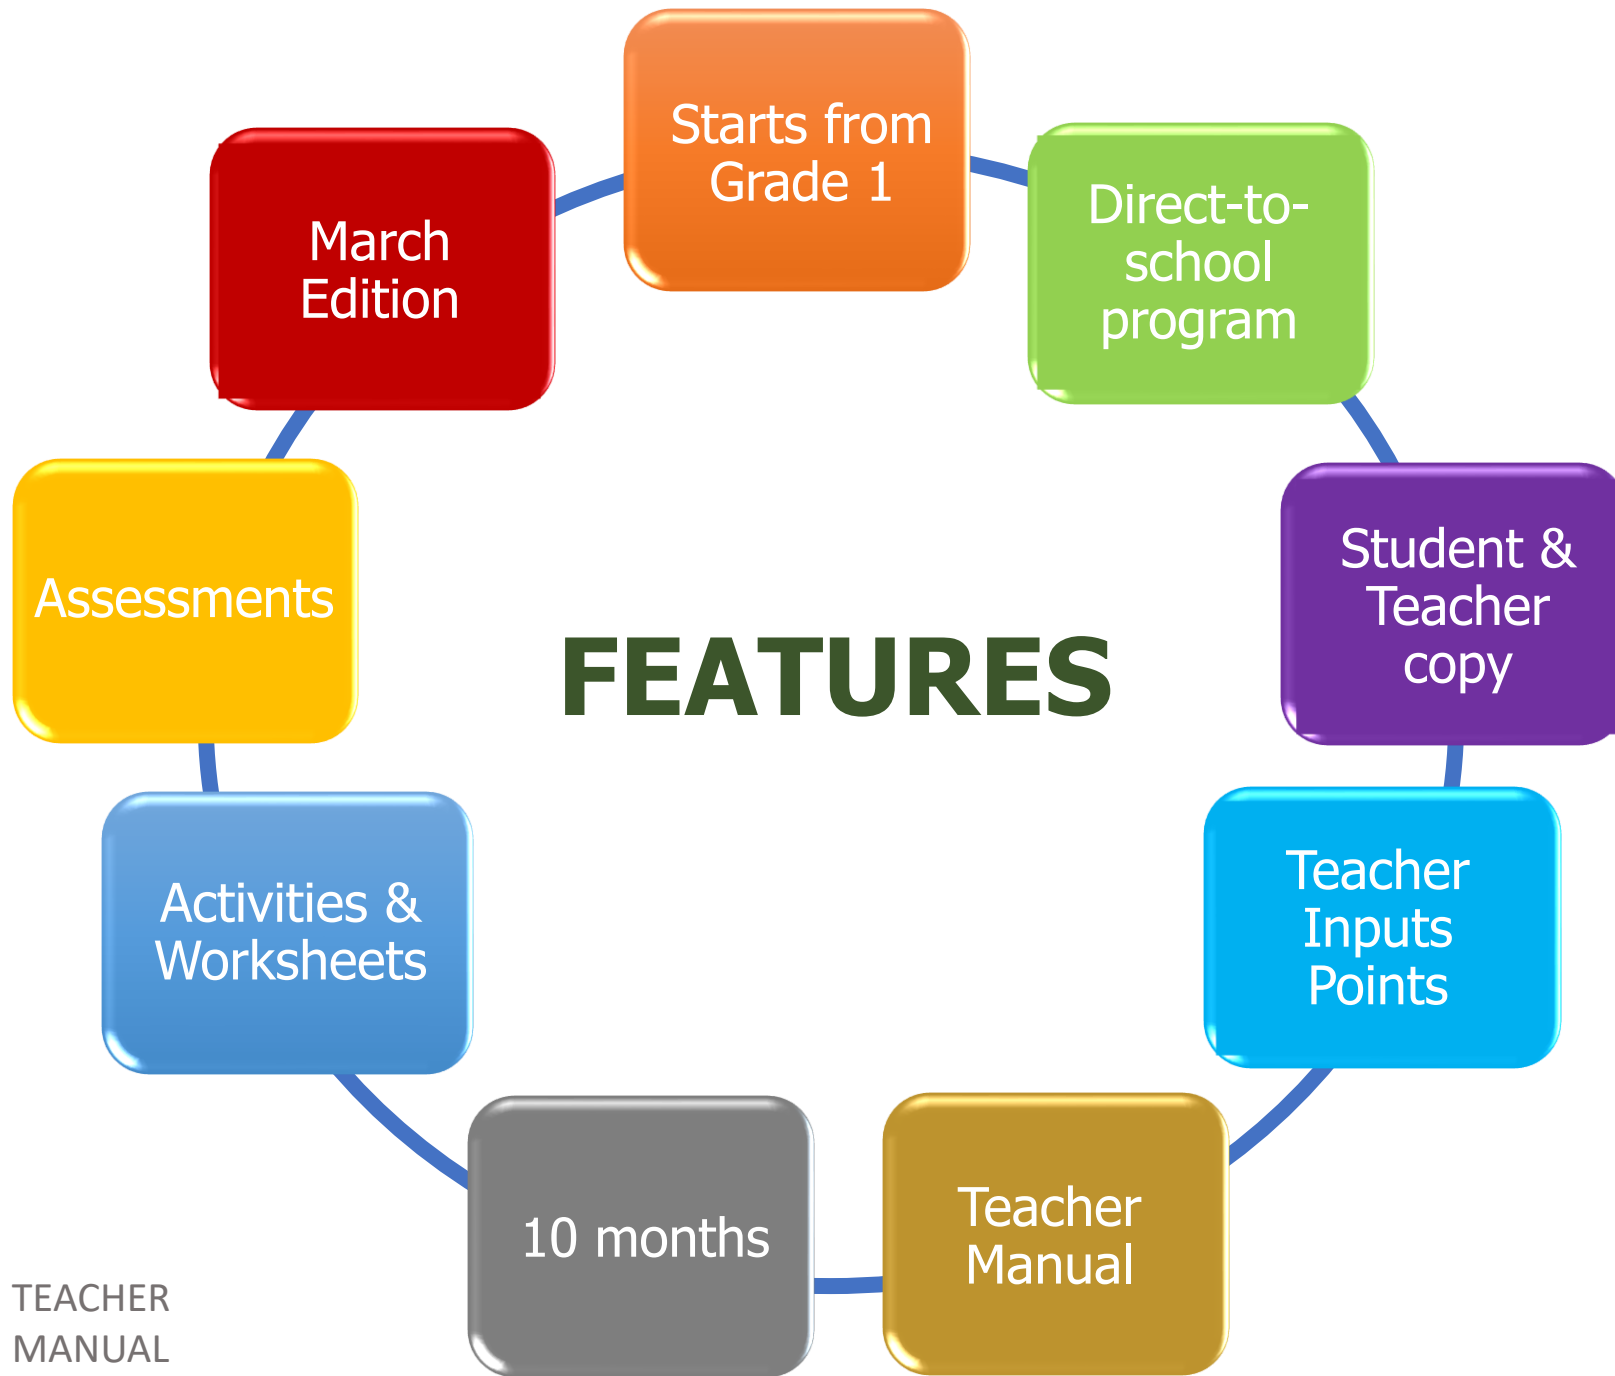 Starts from
Grade 1
Direct-to-
school
program
Student &
Teacher
copy
Teacher
Inputs
Points
Teacher
Manual
10 months
Activities &
Worksheets
Assessments
March
Edition
FEATURES
TEACHER
MANUAL